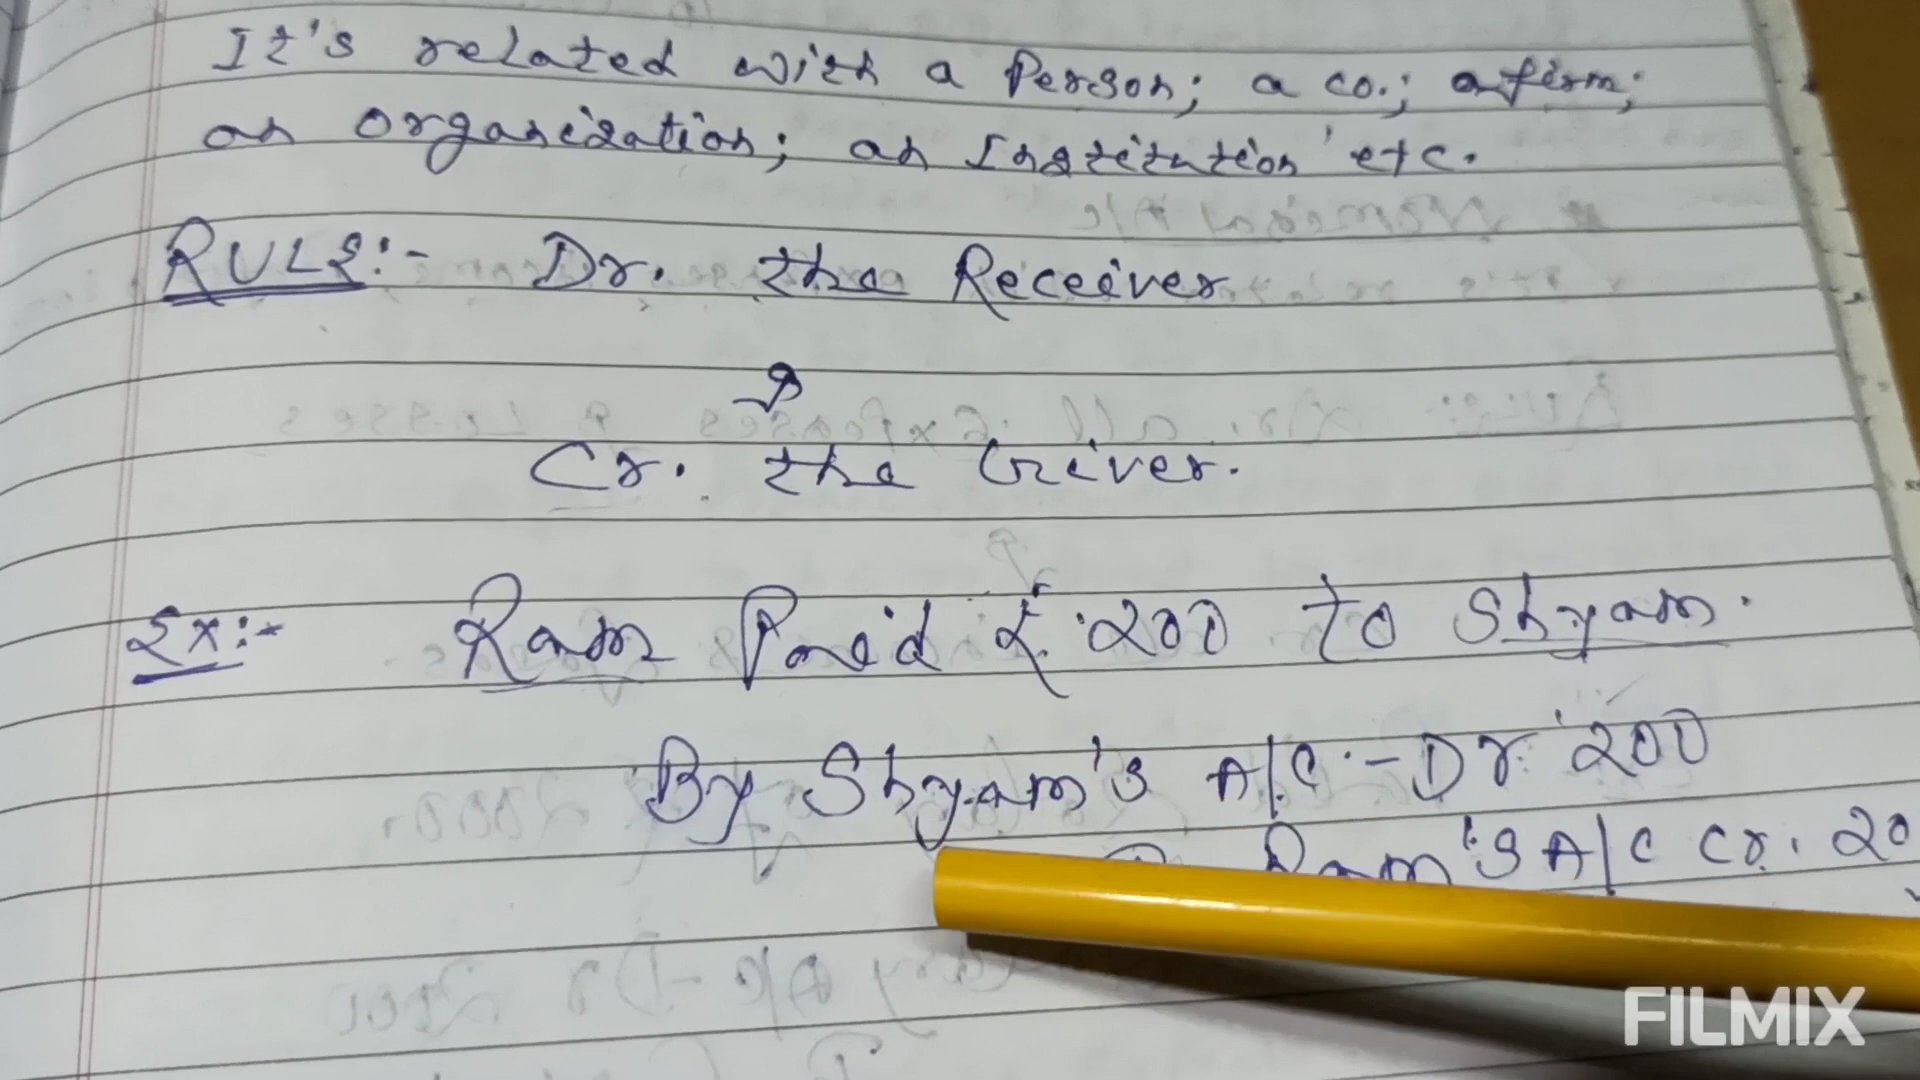 It's related with a Person; a co.; a firm;
an organization; an Institution etc.
RULE:- Dr. the Receiver
Cr. the Giver.
Ex:- Ram Paid ₹.200 to Shyam.
By Shyam's A/C.-Dr 200
Ram's A/C Cr. 20
FILMIX